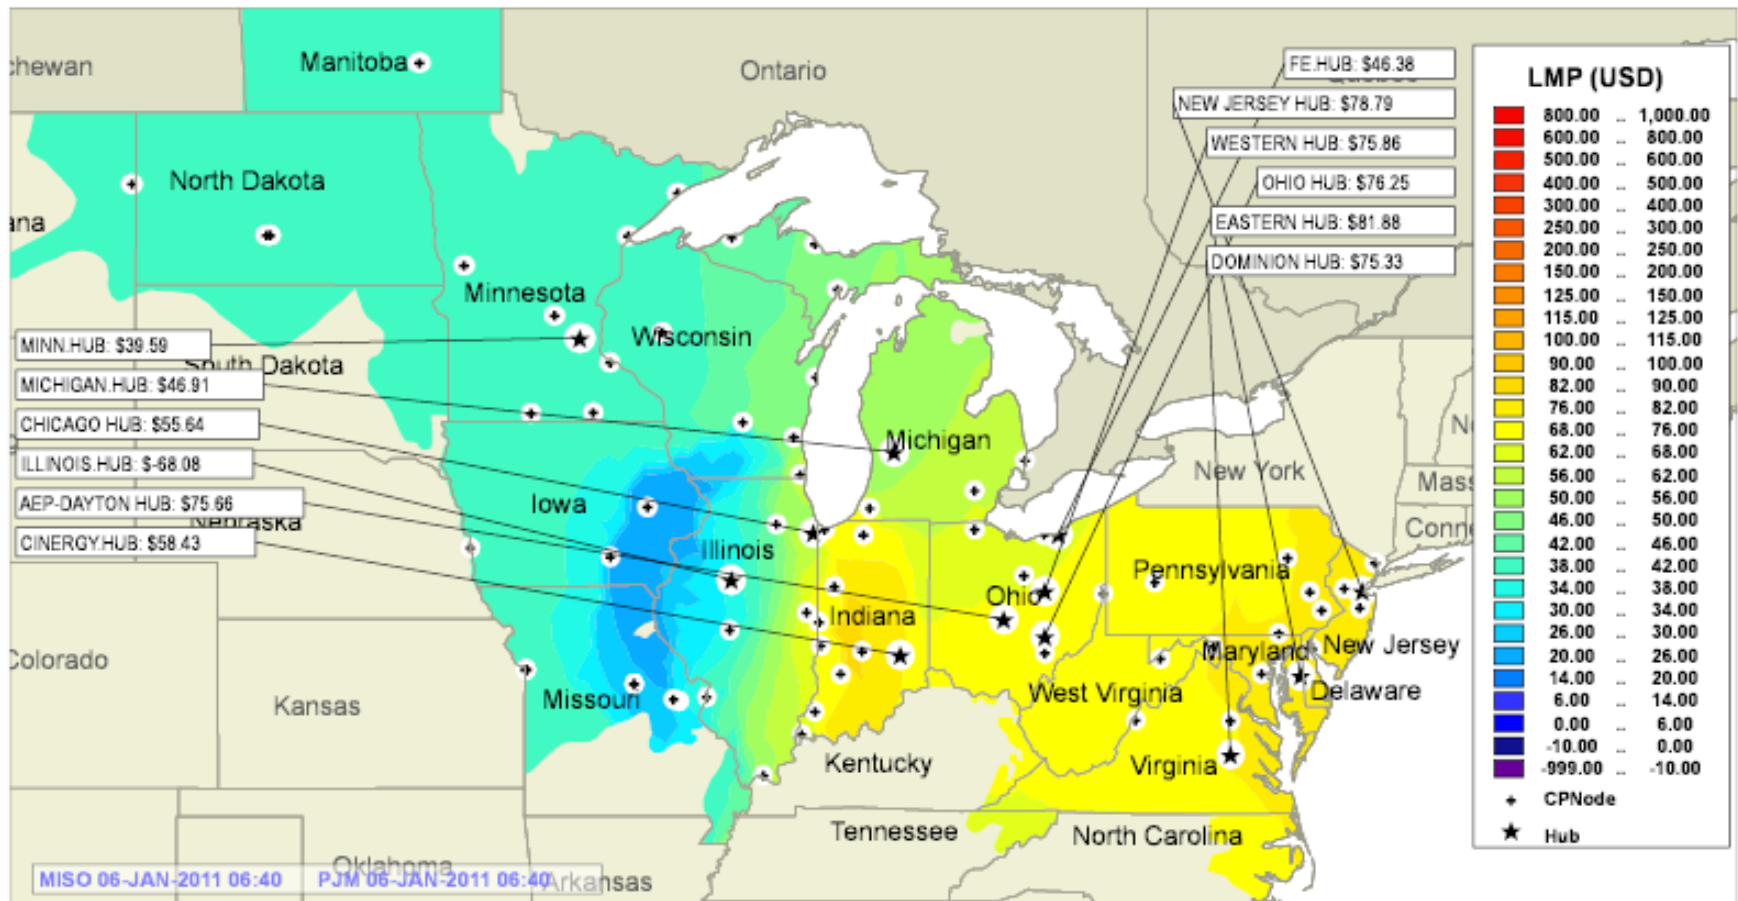 chewan
Manitoba
Ontario
North Dakota
ana
Minnesota
Wisconsin
South Dakota
Michigan
New York
Mass
Conne
Iowa
Nebraska
Illinois
Indiana
Ohio
Pennsylvania
New Jersey
Maryland
Delaware
Colorado
Kansas
Missouri
West Virginia
Kentucky
Virginia
Tennessee
North Carolina
Oklahoma
Arkansas
MINN.HUB: $39.59
MICHIGAN.HUB: $46.91
CHICAGO HUB: $55.64
ILLINOIS.HUB: $-68.08
AEP-DAYTON HUB: $75.66
CINERGY.HUB: $58.43
FE.HUB: $46.38
NEW JERSEY HUB: $78.79
WESTERN HUB: $75.86
OHIO HUB: $76.25
EASTERN HUB: $81.88
DOMINION HUB: $75.33
LMP (USD)
800.00 .. 1,000.00
600.00 .. 800.00
500.00 .. 600.00
400.00 .. 500.00
300.00 .. 400.00
250.00 .. 300.00
200.00 .. 250.00
150.00 .. 200.00
125.00 .. 150.00
115.00 .. 125.00
100.00 .. 115.00
90.00 .. 100.00
82.00 .. 90.00
76.00 .. 82.00
68.00 .. 76.00
62.00 .. 68.00
56.00 .. 62.00
50.00 .. 56.00
46.00 .. 50.00
42.00 .. 46.00
38.00 .. 42.00
34.00 .. 38.00
30.00 .. 34.00
26.00 .. 30.00
20.00 .. 26.00
14.00 .. 20.00
6.00 .. 14.00
0.00 .. 6.00
-10.00 .. 0.00
-999.00 .. -10.00
CPNode
Hub
MISO 06-JAN-2011 06:40 PJM 06-JAN-2011 06:40